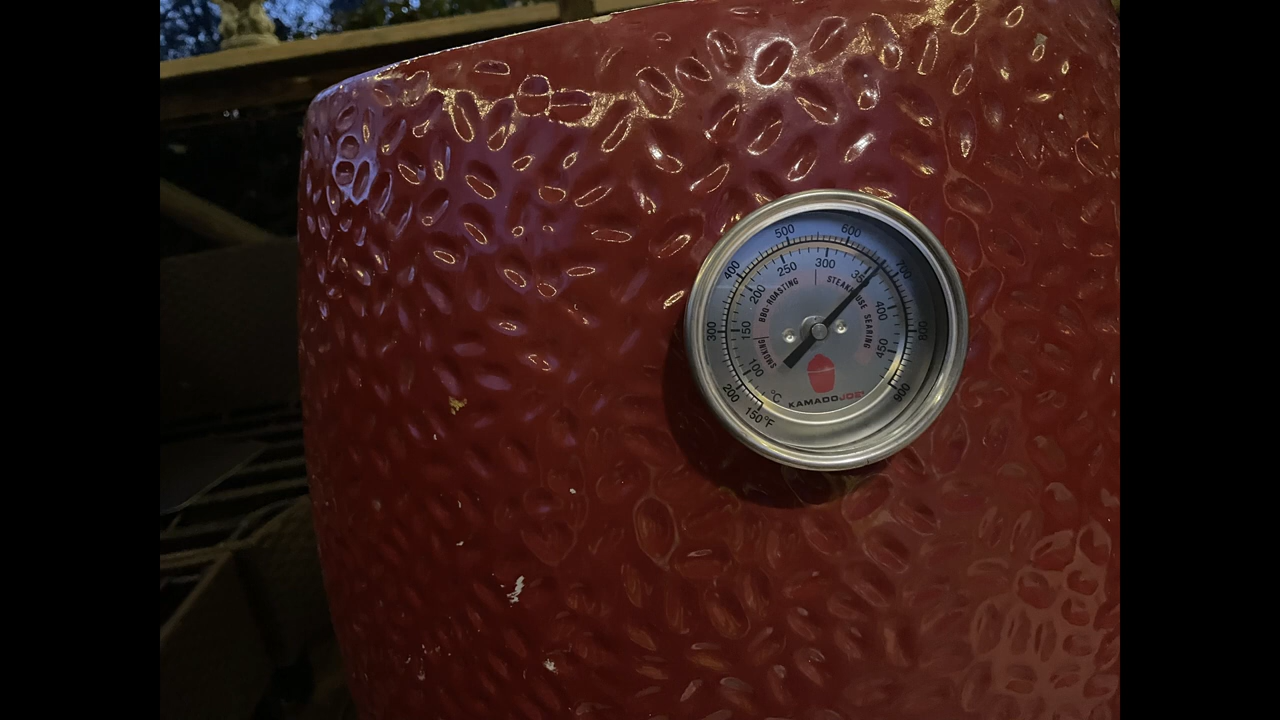 500 600
400 700
300 800
200 900
150°F
250 300 350
200 400
150 450
100
°C
SMOKING BBQ-ROASTING STEAKHOUSE SEARING
KAMADOJOE